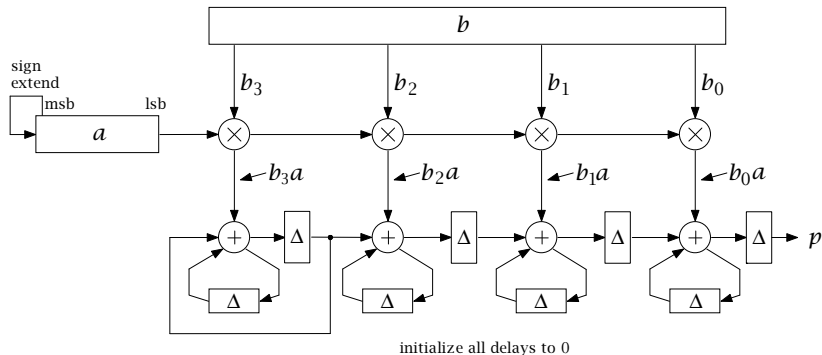 b
sign
extend
b₃ b₂ b₁ b₀
msb lsb
a × × × ×
b₃a b₂a b₁a b₀a
+ Δ + Δ + Δ + Δ p
Δ Δ Δ Δ
initialize all delays to 0